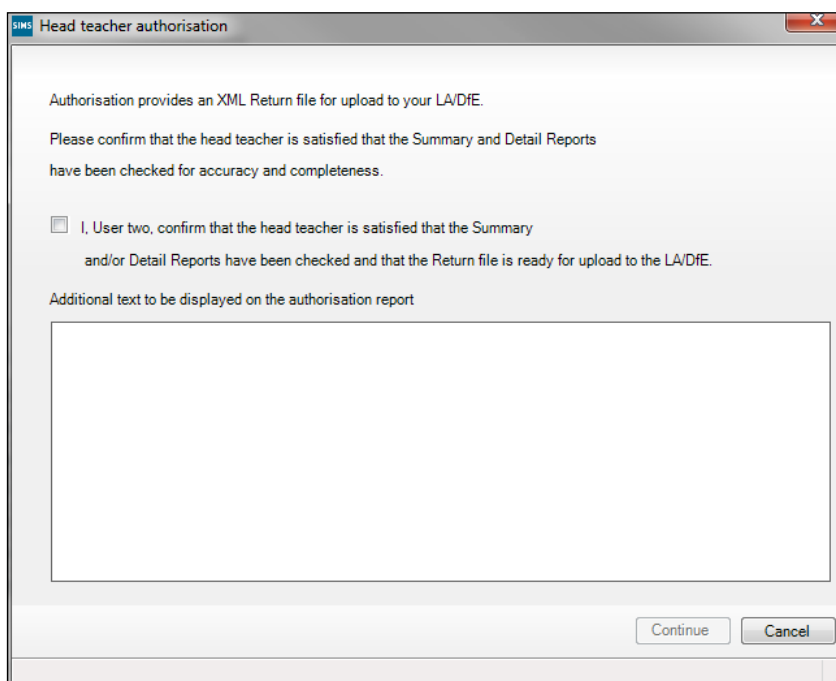 SIMS Head teacher authorisation
Authorisation provides an XML Return file for upload to your LA/DfE.
Please confirm that the head teacher is satisfied that the Summary and Detail Reports
have been checked for accuracy and completeness.
I, User two, confirm that the head teacher is satisfied that the Summary
and/or Detail Reports have been checked and that the Return file is ready for upload to the LA/DfE.
Additional text to be displayed on the authorisation report
Continue Cancel